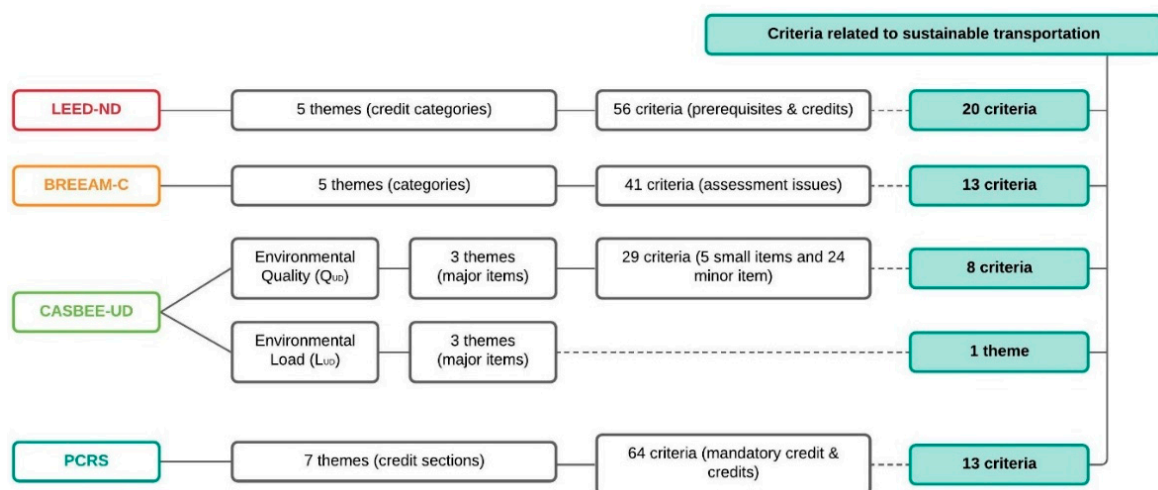 Criteria related to sustainable transportation
LEED-ND
5 themes (credit categories)
56 criteria (prerequisites & credits)
20 criteria
BREEAM-C
5 themes (categories)
41 criteria (assessment issues)
13 criteria
CASBEE-UD
Environmental
Quality (QUD)
3 themes
(major items)
29 criteria (5 small items and 24
minor item)
8 criteria
Environmental
Load (LUD)
3 themes
(major items)
1 theme
PCRS
7 themes (credit sections)
64 criteria (mandatory credit &
credits)
13 criteria